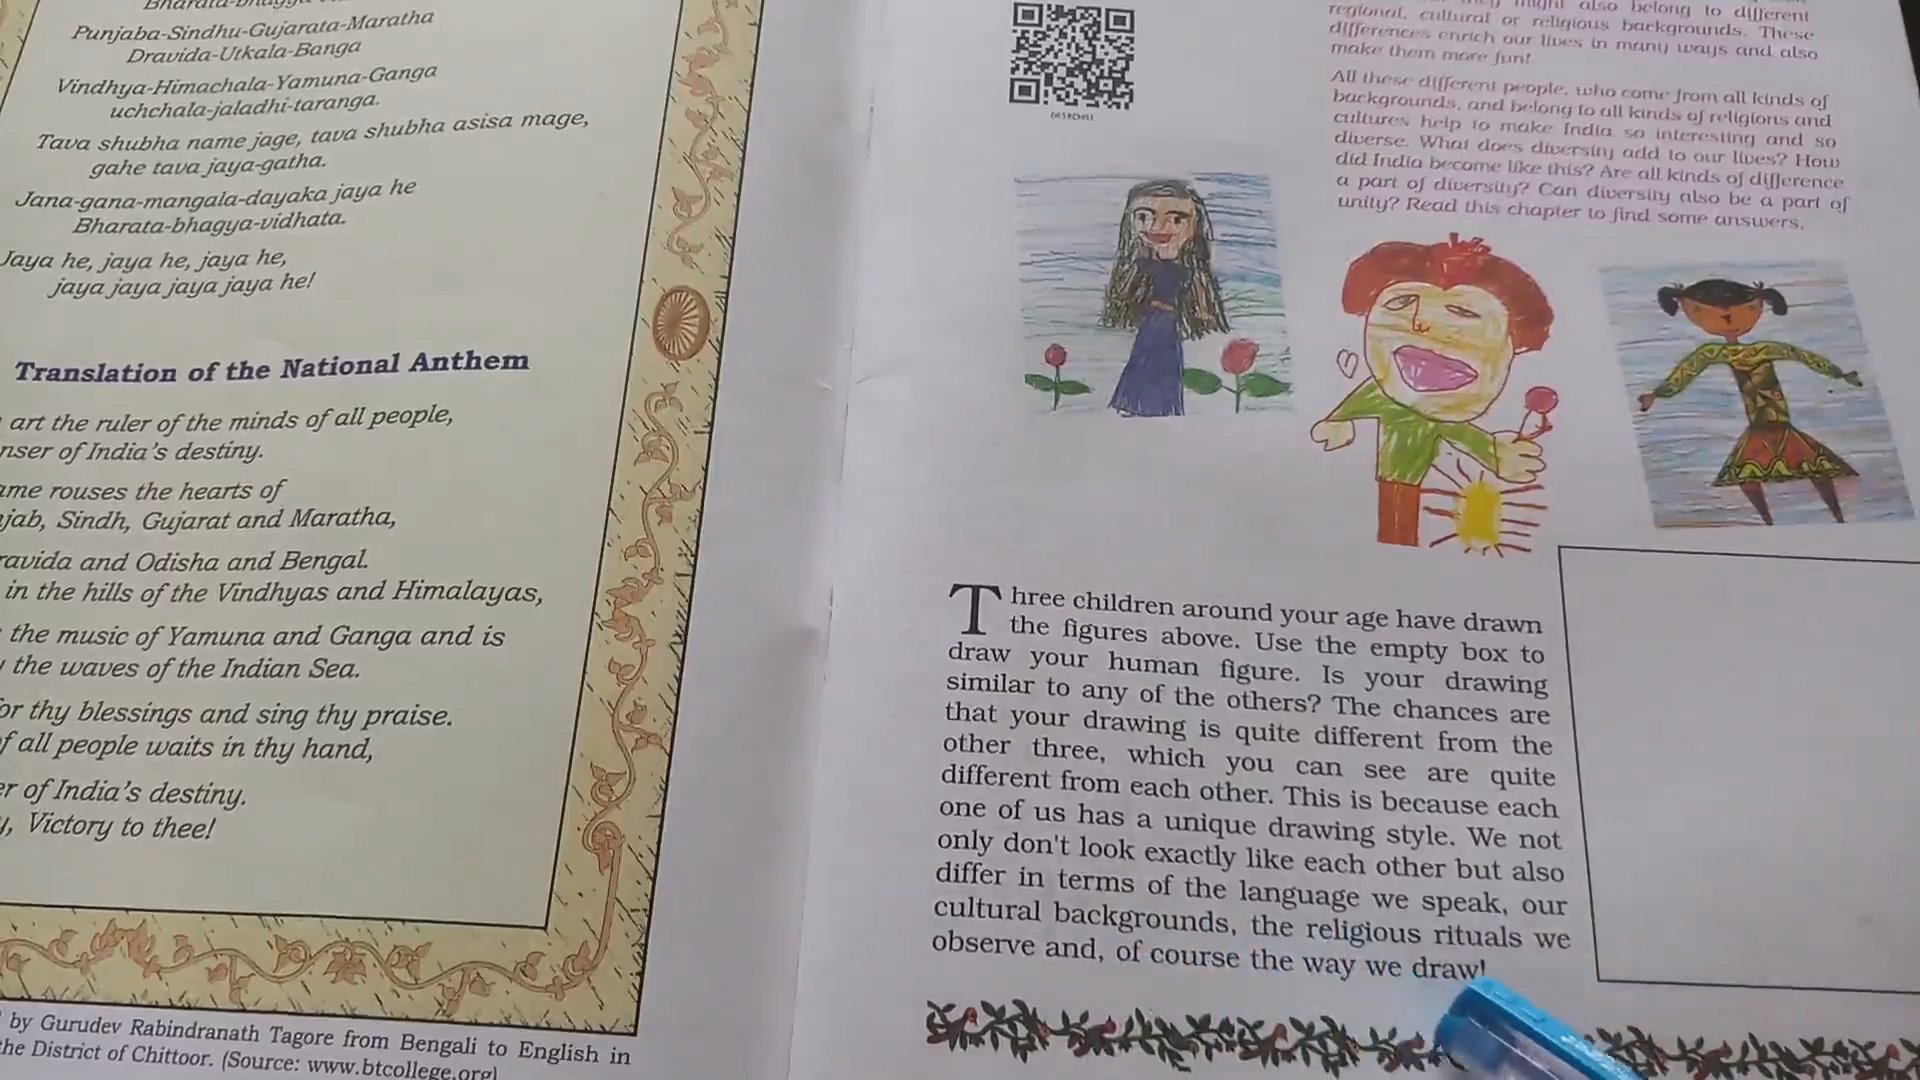 Punjaba-Sindhu-Gujarata-Maratha
Dravida-Utkala-Banga
Vindhya-Himachala-Yamuna-Ganga
uchchala-jaladhi-taranga.
Tava shubha name jage, tava shubha asisa mage,
gahe tava jaya-gatha.
Jana-gana-mangala-dayaka jaya he
Bharata-bhagya-vidhata.
Jaya he, jaya he, jaya he,
jaya jaya jaya jaya he!
Translation of the National Anthem
art the ruler of the minds of all people,
of India's destiny.
rouses the hearts of
Sindh, Gujarat and Maratha,
and Odisha and Bengal.
in the hills of the Vindhyas and Himalayas,
the music of Yamuna and Ganga and is
the waves of the Indian Sea.
thy blessings and sing thy praise.
all people waits in thy hand,
of India's destiny.
Victory to thee!
by Gurudev Rabindranath Tagore from Bengali to English in
the District of Chittoor. (Source: www.btcollege.org)
might also belong to different
regional, cultural or religious backgrounds. These
differences enrich our lives in many ways and also
make them more fun!
All these different people, who come from all kinds of
backgrounds, and belong to all kinds of religions and
cultures help to make India so interesting and so
diverse. What does diversity add to our lives? How
did India become like this? Are all kinds of difference
a part of diversity? Can diversity also be a part of
unity? Read this chapter to find some answers.
Three children around your age have drawn
the figures above. Use the empty box to
draw your human figure. Is your drawing
similar to any of the others? The chances are
that your drawing is quite different from the
other three, which you can see are quite
different from each other. This is because each
one of us has a unique drawing style. We not
only don't look exactly like each other but also
differ in terms of the language we speak, our
cultural backgrounds, the religious rituals we
observe and, of course the way we draw!